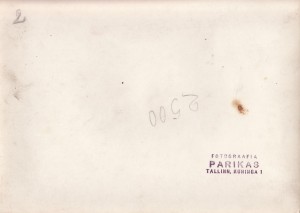 2
2500
FOTOGRAAFIA
PARIKAS
TALLINN,